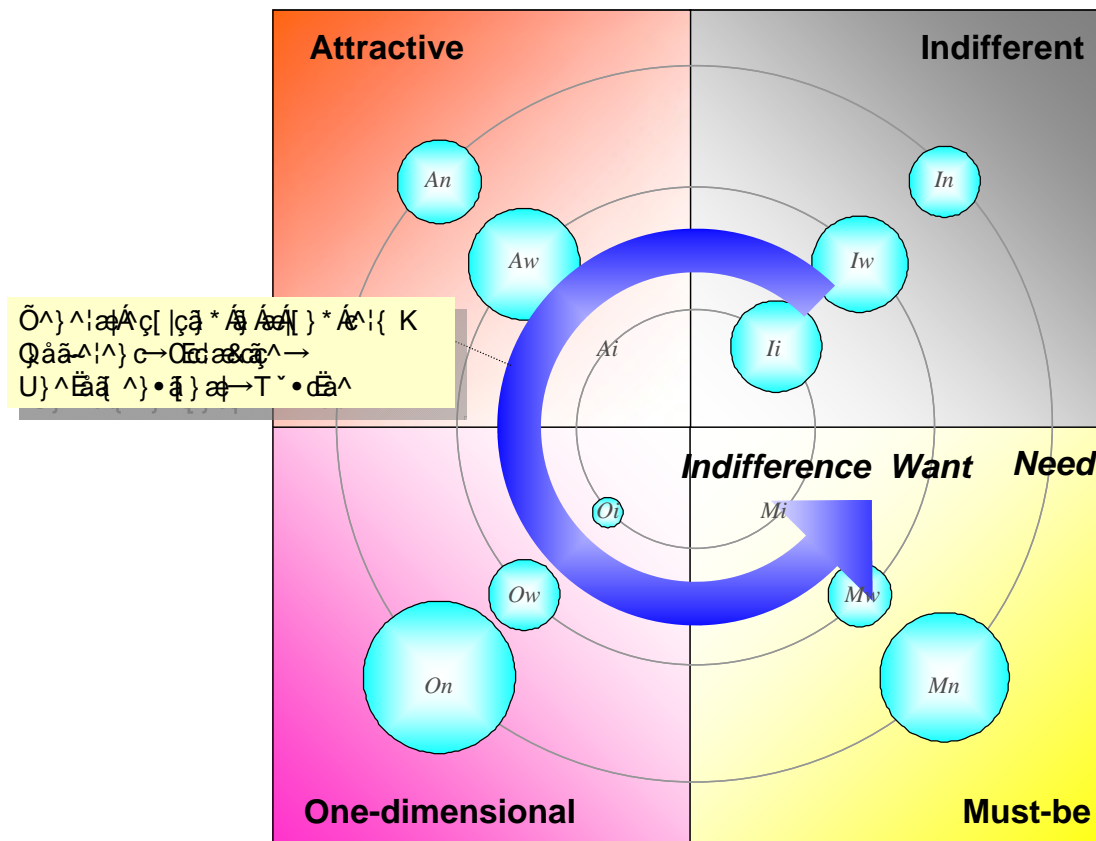 Attractive
Indifferent
An
In
Aw
Iw
Ai
Ii
Indifference Want Need
Oi
Mi
Ow
Mw
On
Mn
One-dimensional
Must-be